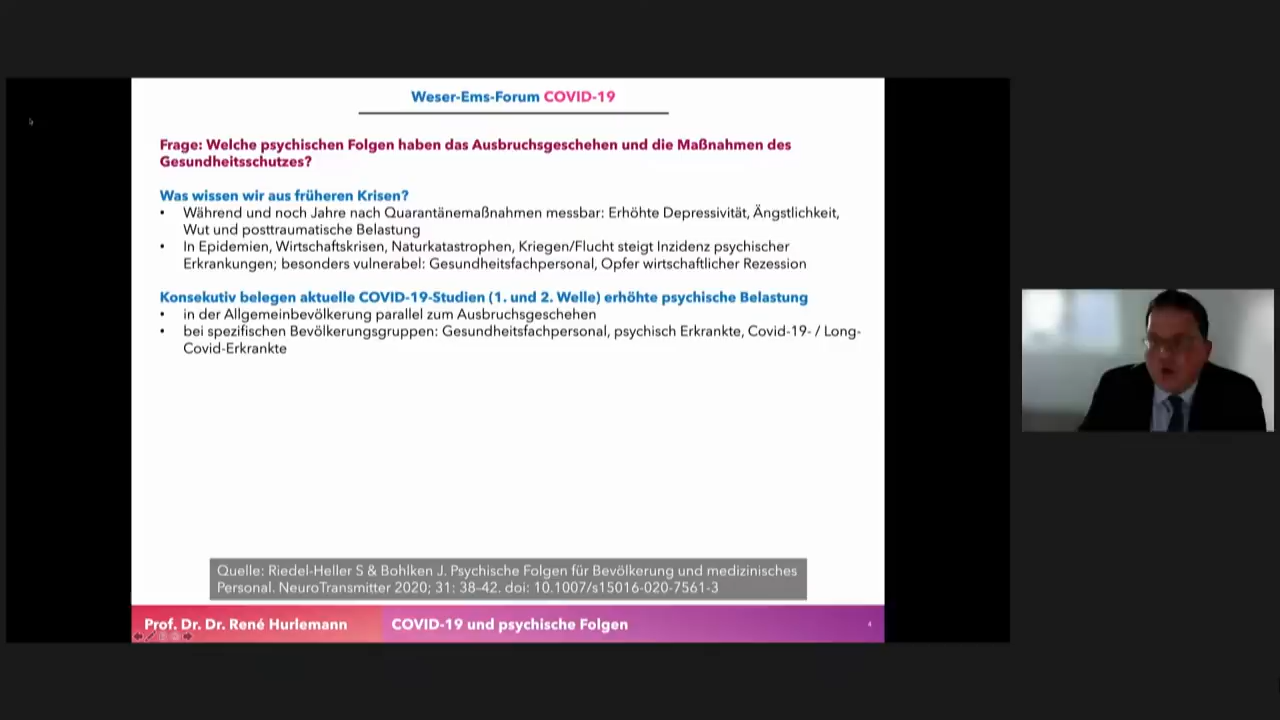 Weser-Ems-Forum COVID-19
Frage: Welche psychischen Folgen haben das Ausbruchsgeschehen und die Maßnahmen des
Gesundheitsschutzes?
Was wissen wir aus früheren Krisen?
• Während und noch Jahre nach Quarantänemaßnahmen messbar: Erhöhte Depressivität, Ängstlichkeit,
Wut und posttraumatische Belastung
• In Epidemien, Wirtschaftskrisen, Naturkatastrophen, Kriegen/Flucht steigt Inzidenz psychischer
Erkrankungen; besonders vulnerabel: Gesundheitsfachpersonal, Opfer wirtschaftlicher Rezession
Konsekutiv belegen aktuelle COVID-19-Studien (1. und 2. Welle) erhöhte psychische Belastung
• in der Allgemeinbevölkerung parallel zum Ausbruchsgeschehen
• bei spezifischen Bevölkerungsgruppen: Gesundheitsfachpersonal, psychisch Erkrankte, Covid-19- / Long-
Covid-Erkrankte
Quelle: Riedel-Heller S & Bohlken J. Psychische Folgen für Bevölkerung und medizinisches
Personal. NeuroTransmitter 2020; 31: 38–42. doi: 10.1007/s15016-020-7561-3
Prof. Dr. Dr. René Hurlemann COVID-19 und psychische Folgen 4